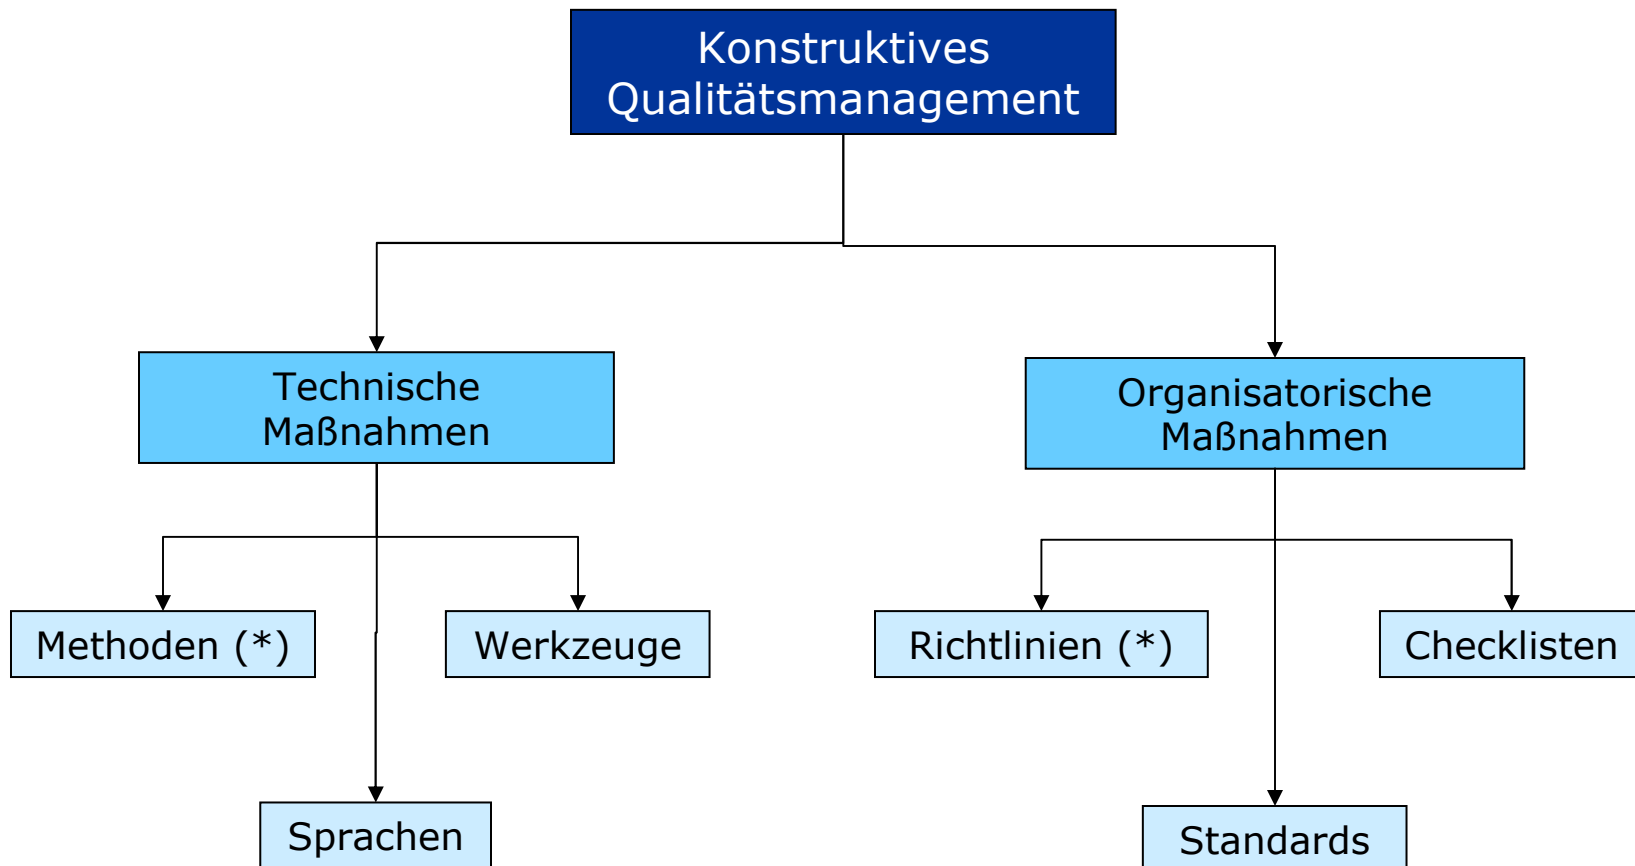 Konstruktives
Qualitätsmanagement
Technische
Maßnahmen
Organisatorische
Maßnahmen
Methoden (*)
Werkzeuge
Richtlinien (*)
Checklisten
Sprachen
Standards